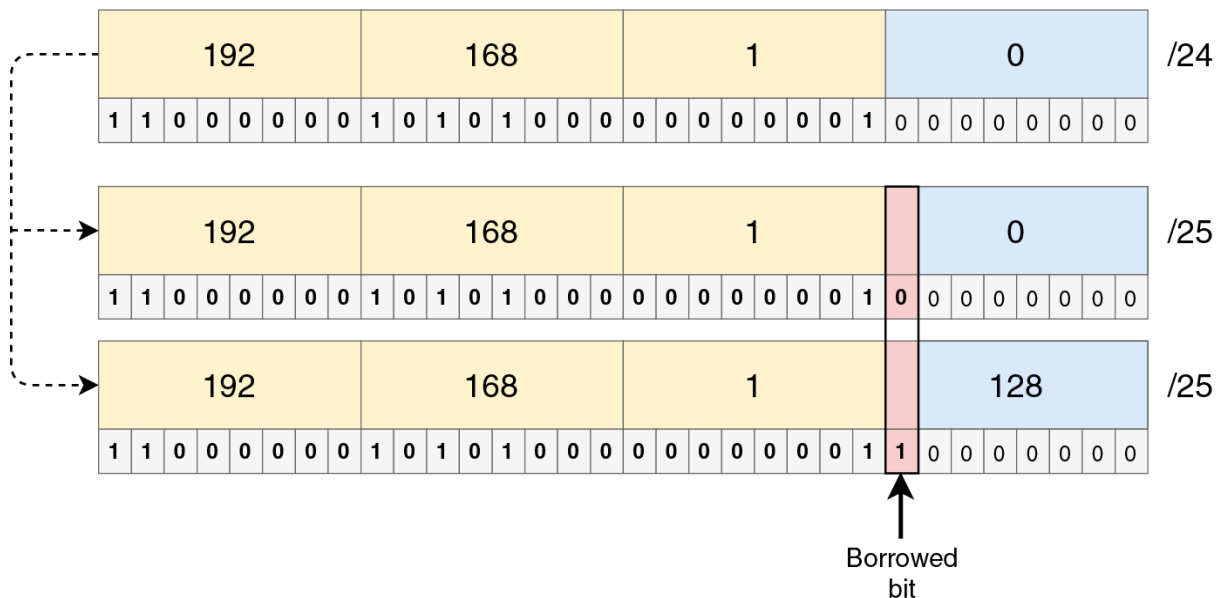 192 168 1 0 /24
1 1 0 0 0 0 0 0 1 0 1 0 1 0 0 0 0 0 0 0 0 0 0 1 0 0 0 0 0 0 0 0
192 168 1 0 /25
1 1 0 0 0 0 0 0 1 0 1 0 1 0 0 0 0 0 0 0 0 0 0 1 0 0 0 0 0 0 0 0
192 168 1 128 /25
1 1 0 0 0 0 0 0 1 0 1 0 1 0 0 0 0 0 0 0 0 0 0 1 1 0 0 0 0 0 0 0
Borrowed
bit